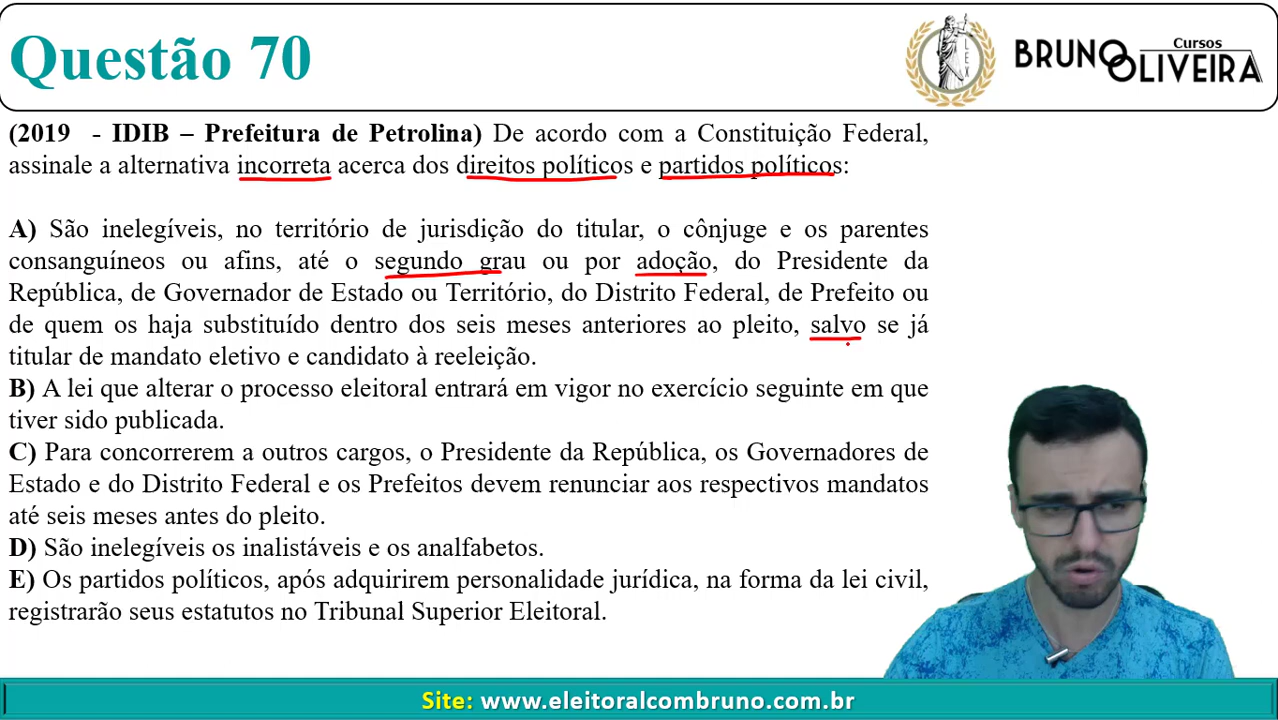 Questão 70
LEX
BRUNO OLIVEIRA
Cursos
(2019 - IDIB – Prefeitura de Petrolina) De acordo com a Constituição Federal,
assinale a alternativa incorreta acerca dos direitos políticos e partidos políticos:
A) São inelegíveis, no território de jurisdição do titular, o cônjuge e os parentes
consanguíneos ou afins, até o segundo grau ou por adoção, do Presidente da
República, de Governador de Estado ou Território, do Distrito Federal, de Prefeito ou
de quem os haja substituído dentro dos seis meses anteriores ao pleito, salvo se já
titular de mandato eletivo e candidato à reeleição.
B) A lei que alterar o processo eleitoral entrará em vigor no exercício seguinte em que
tiver sido publicada.
C) Para concorrerem a outros cargos, o Presidente da República, os Governadores de
Estado e do Distrito Federal e os Prefeitos devem renunciar aos respectivos mandatos
até seis meses antes do pleito.
D) São inelegíveis os inalistáveis e os analfabetos.
E) Os partidos políticos, após adquirirem personalidade jurídica, na forma da lei civil,
registrarão seus estatutos no Tribunal Superior Eleitoral.
Site: www.eleitoralcombruno.com.br